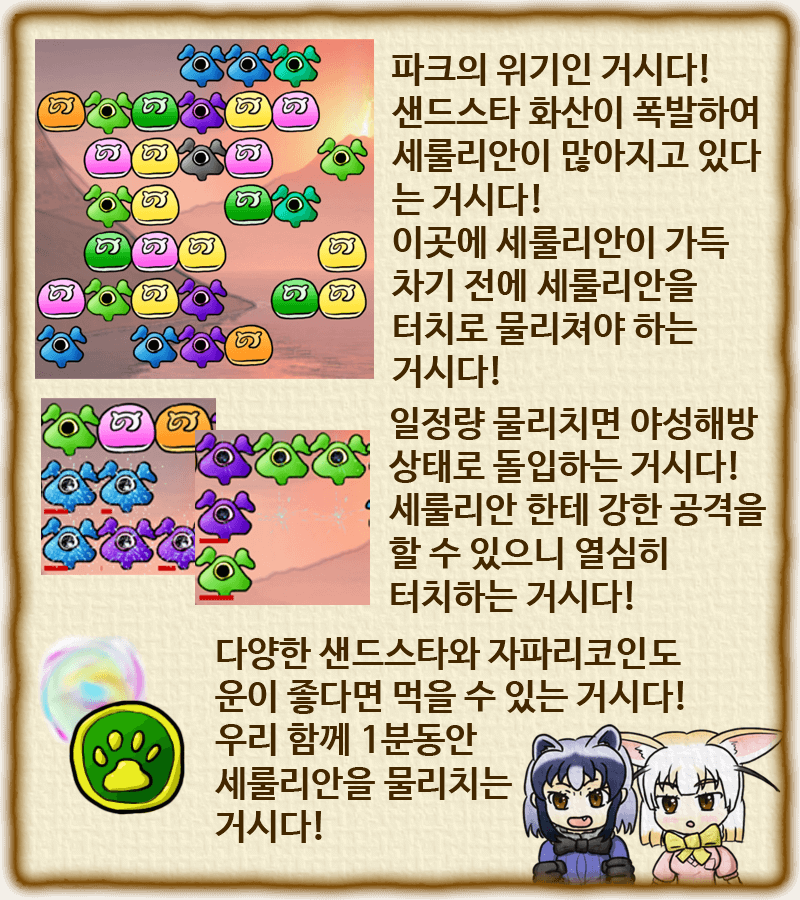 파크의 위기인 거시다!
샌드스타 화산이 폭발하여
세룰리안이 많아지고 있다
는 거시다!
이곳에 세룰리안이 가득
차기 전에 세룰리안을
터치로 물리쳐야 하는
거시다!
일정량 물리치면 야성해방
상태로 돌입하는 거시다!
세룰리안 한테 강한 공격을
할 수 있으니 열심히
터치하는 거시다!
다양한 샌드스타와 자파리코인도
운이 좋다면 먹을 수 있는 거시다!
우리 함께 1분동안
세룰리안을 물리치는
거시다!